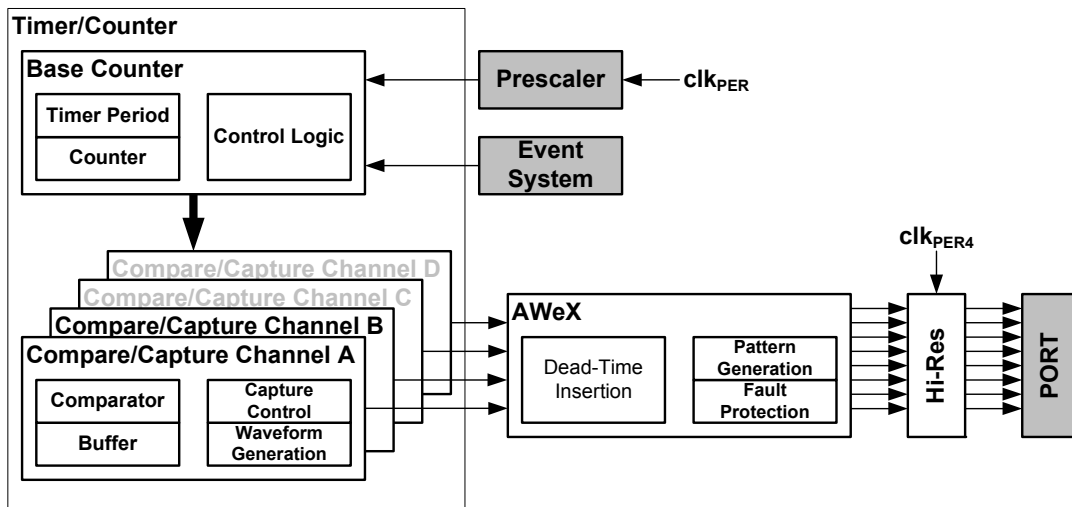 Timer/Counter
Base Counter
Timer Period
Counter
Control Logic
Prescaler
clkPER
Event
System
Compare/Capture Channel D
Compare/Capture Channel C
Compare/Capture Channel B
Compare/Capture Channel A
Comparator
Buffer
Capture
Control
Waveform
Generation
AWeX
Dead-Time
Insertion
Pattern
Generation
Fault
Protection
clkPER4
Hi-Res
PORT